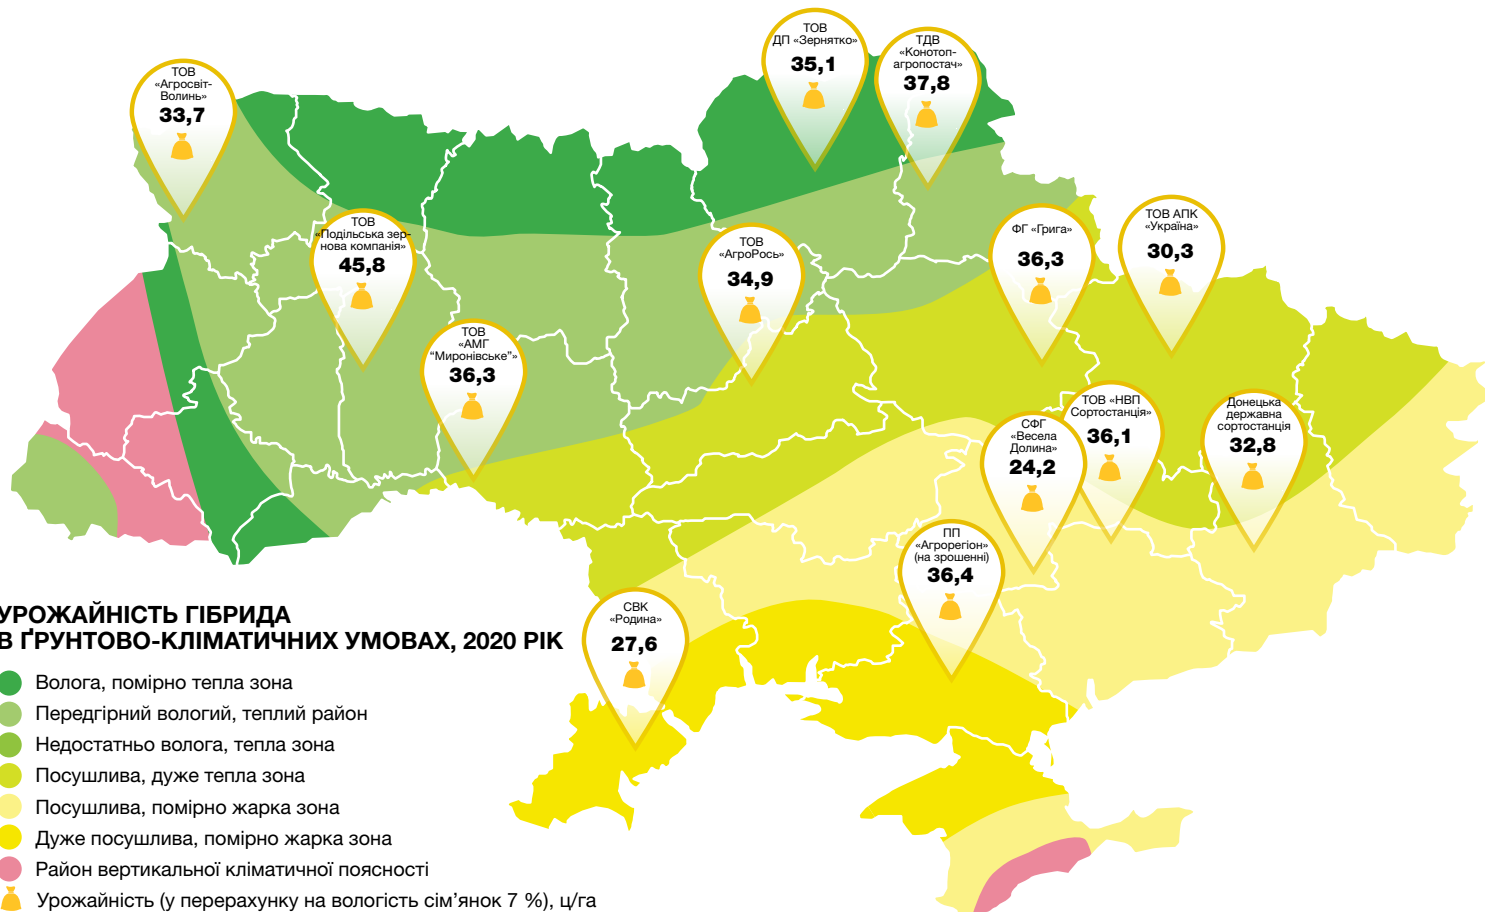 ТОВ
ДП «Зернятко»
35,1
ТДВ
«Конотоп-
агропостач»
37,8
ТОВ
«Агросвіт-
Волинь»
33,7
ТОВ
«Подільська зер-
нова компанія»
45,8
ТОВ
«АгроРось»
34,9
ФГ «Грига»
36,3
ТОВ АПК
«Україна»
30,3
ТОВ
«АМГ
“Миронівське”»
36,3
СФГ
«Весела
Долина»
24,2
ТОВ «НВП
Сортостанція»
36,1
Донецька
державна
сортостанція
32,8
ПП
«Агрорегіон»
(на зрошенні)
36,4
СВК
«Родина»
27,6
УРОЖАЙНІСТЬ ГІБРИДА
В ҐРУНТОВО-КЛІМАТИЧНИХ УМОВАХ, 2020 РІК
Волога, помірно тепла зона
Передгірний вологий, теплий район
Недостатньо волога, тепла зона
Посушлива, дуже тепла зона
Посушлива, помірно жарка зона
Дуже посушлива, помірно жарка зона
Район вертикальної кліматичної поясності
Урожайність (у перерахунку на вологість сім’янок 7 %), ц/га